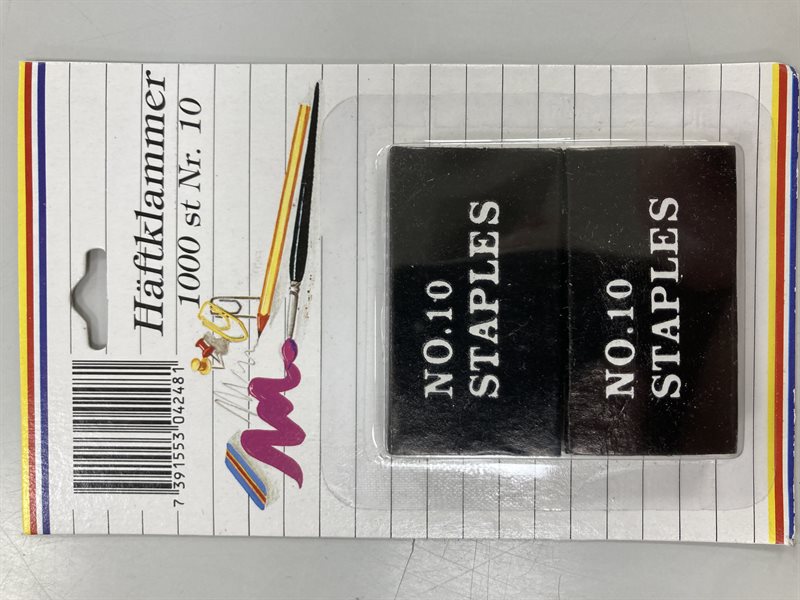 Häftklammer
1000 st Nr. 10
7 391553 042481
NO.10
STAPLES
NO.10
STAPLES